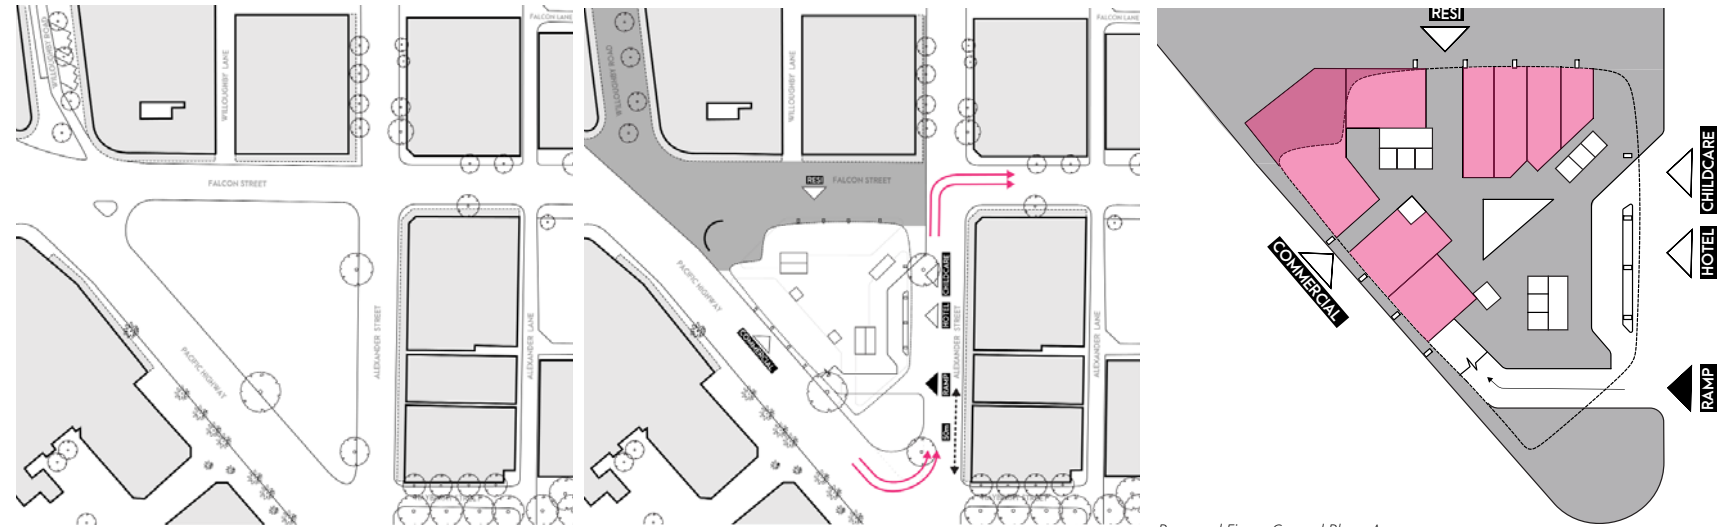 FALCON LANE
WILLOUGHBY ROAD
WILLOUGHBY LANE
FALCON STREET
PACIFIC HIGHWAY
ALEXANDER STREET
ALEXANDER LANE
FALCON LANE
WILLOUGHBY ROAD
WILLOUGHBY LANE
RESI
FALCON STREET
PACIFIC HIGHWAY
COMMERCIAL
CHILDCARE
HOTEL
ALEXANDER STREET
RAMP
50m
ALEXANDER LANE
RESI
CHILDCARE
HOTEL
COMMERCIAL
RAMP